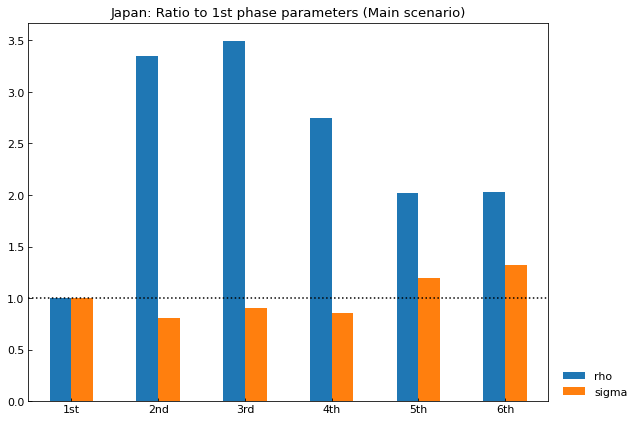 Japan: Ratio to 1st phase parameters (Main scenario)
3.5
3.0
2.5
2.0
1.5
1.0
0.5
0.0
1st 2nd 3rd 4th 5th 6th
rho
sigma